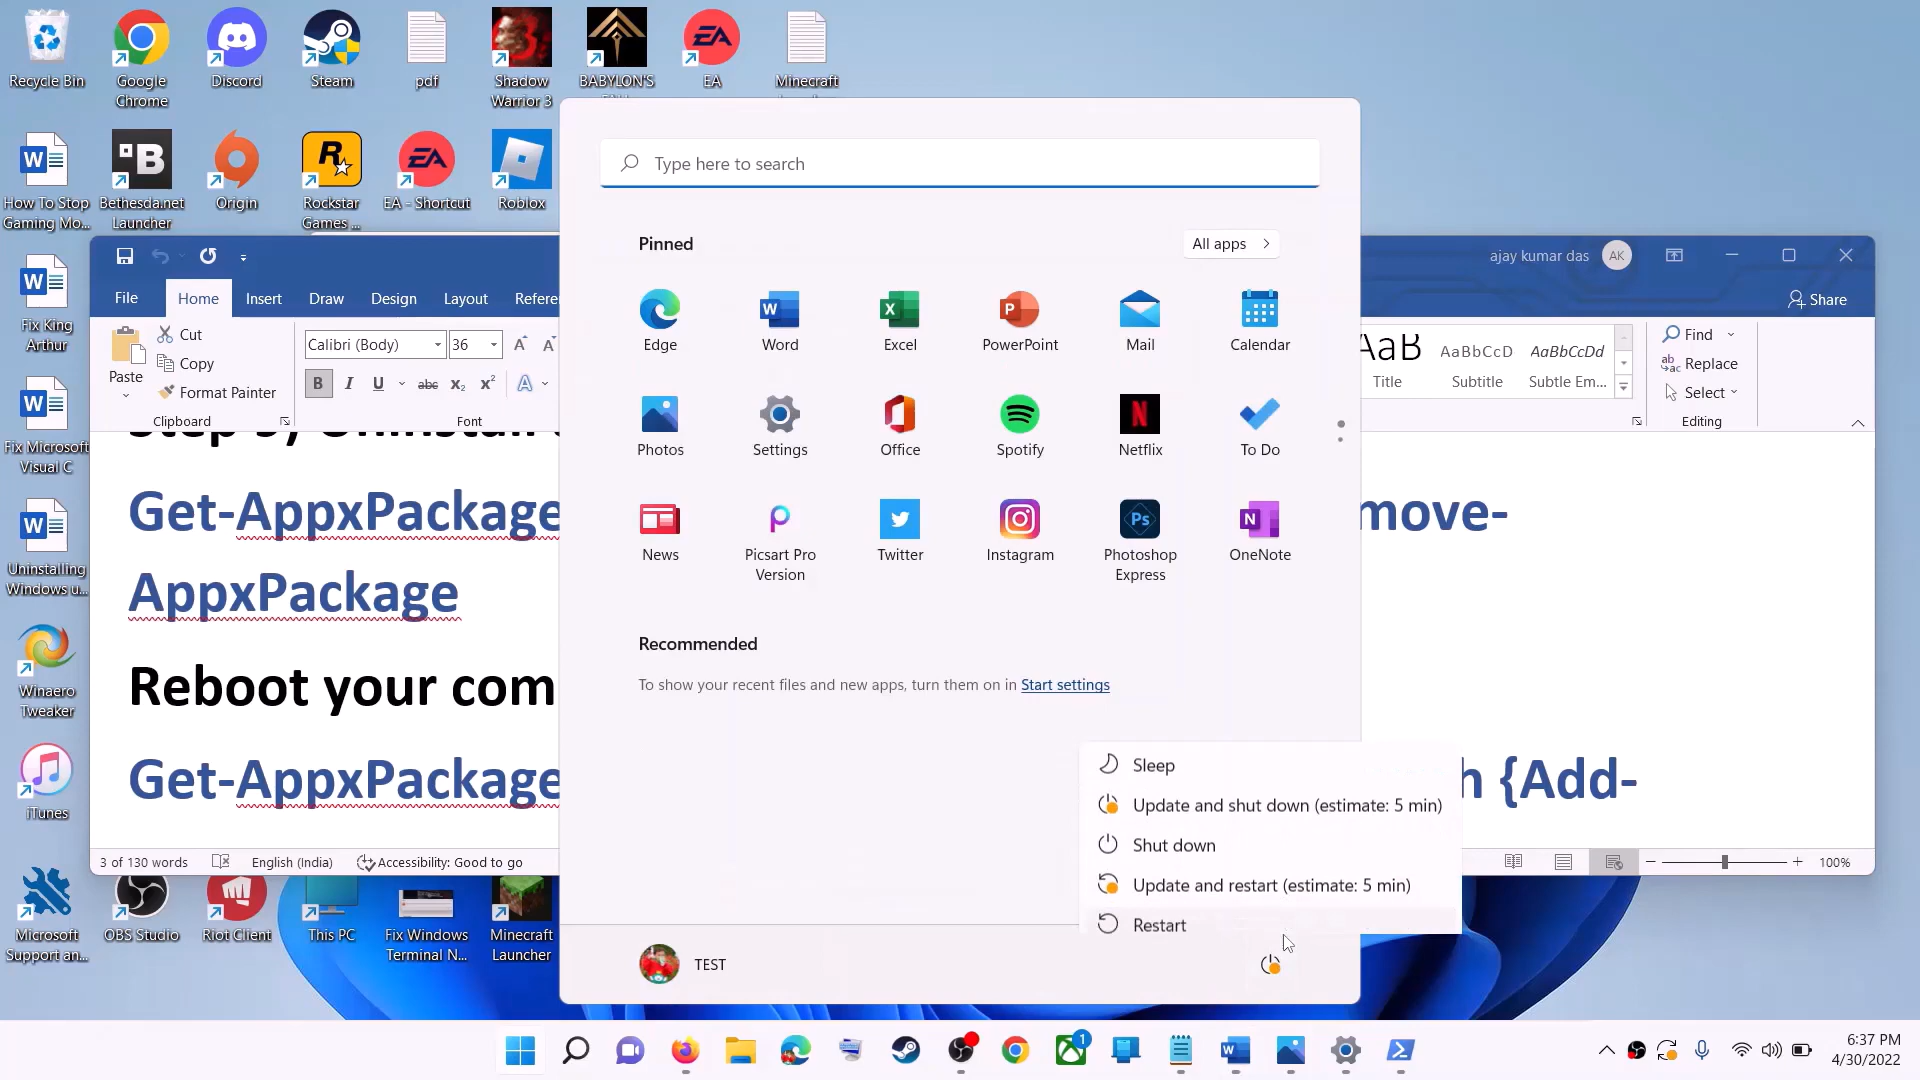 Recycle Bin
Google Chrome
Discord
Steam
pdf
Shadow Warrior 3
BABYLON'S
EA
Minecraft
How To Stop Gaming Mo...
Bethesda.net Launcher
Origin
Rockstar Games ...
EA - Shortcut
Roblox
Fix King Arthur
Fix Microsoft Visual C
Uninstalling Windows u...
Winaero Tweaker
iTunes
Microsoft Support an...
OBS Studio
Riot Client
This PC
Fix Windows Terminal N...
Minecraft Launcher
ajay kumar das AK
File Home Insert Draw Design Layout Refere
Share
Paste
Cut
Copy
Format Painter
Clipboard
Calibri (Body) 36
Font
AaB AaBbCcD AaBbCcDd
Title Subtitle Subtle Em...
Find
Replace
Select
Editing
Get-AppxPackage
move-
AppxPackage
Reboot your com
Get-AppxPackage
h {Add-
3 of 130 words English (India) Accessibility: Good to go
100%
Type here to search
Pinned All apps
Edge Word Excel PowerPoint Mail Calendar
Photos Settings Office Spotify Netflix To Do
News Picsart Pro Version Twitter Instagram Photoshop Express OneNote
Recommended
To show your recent files and new apps, turn them on in Start settings
Sleep
Update and shut down (estimate: 5 min)
Shut down
Update and restart (estimate: 5 min)
Restart
TEST
6:37 PM
4/30/2022